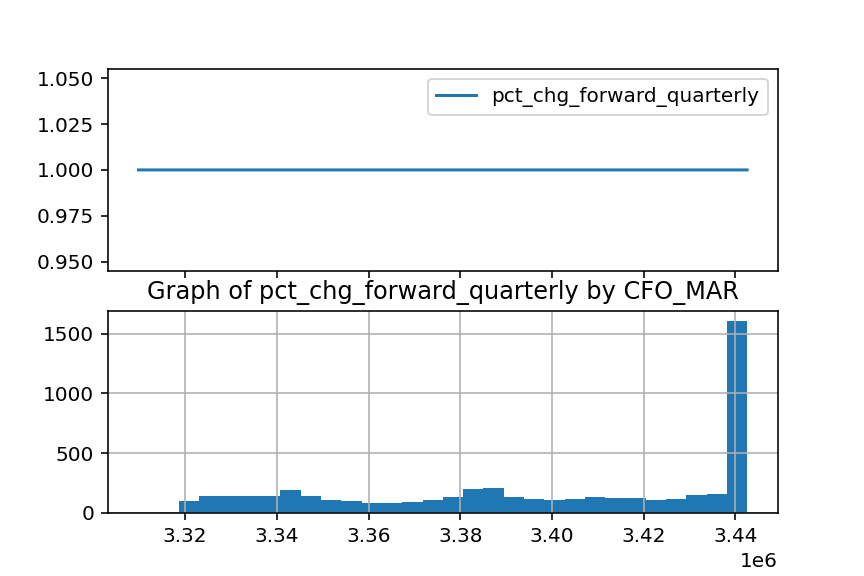 1.050
1.025
1.000
0.975
0.950
pct_chg_forward_quarterly
Graph of pct_chg_forward_quarterly by CFO_MAR
1500
1000
500
0
3.32 3.34 3.36 3.38 3.40 3.42 3.44
1e6